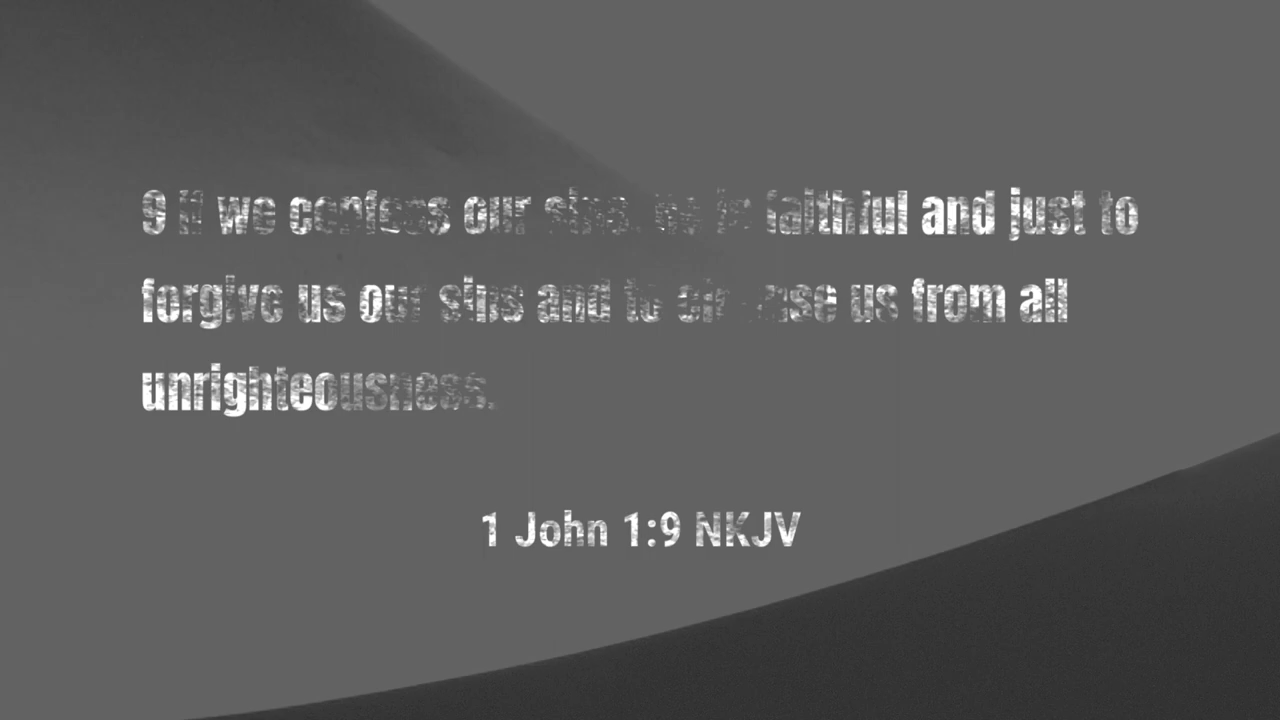 9 If we confess our sins, He is faithful and just to
forgive us our sins and to cleanse us from all
unrighteousness.
1 John 1:9 NKJV